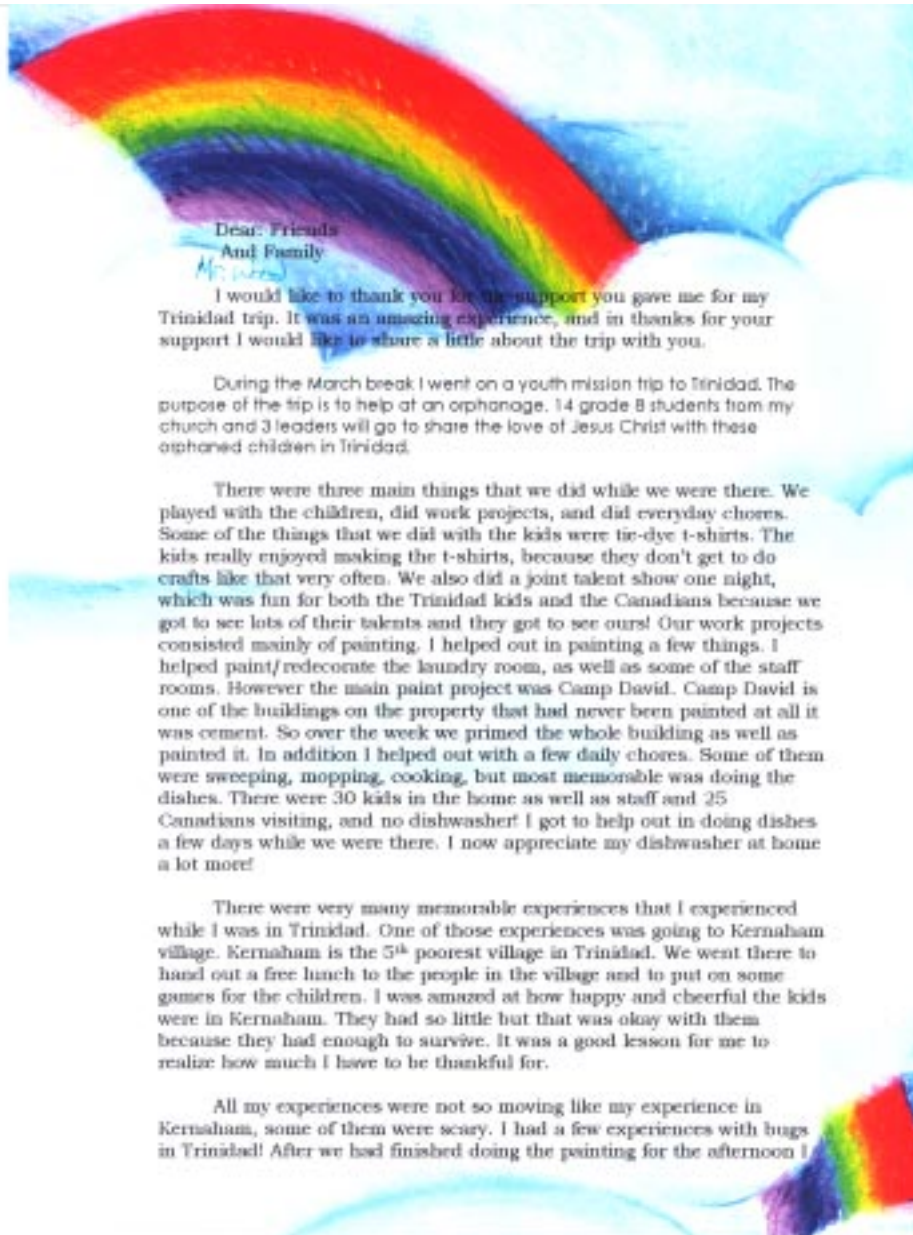 Dear: Friends
And Family
Mr.
I would like to thank you for the support you gave me for my
Trinidad trip. It was an amazing experience, and in thanks for your
support I would like to share a little about the trip with you.
During the March break I went on a youth mission trip to Trinidad. The
purpose of the trip is to help at an orphanage. 14 grade 8 students from my
church and 3 leaders will go to share the love of Jesus Christ with these
orphaned children in Trinidad.
There were three main things that we did while we were there. We
played with the children, did work projects, and did everyday chores.
Some of the things that we did with the kids were tie-dye t-shirts. The
kids really enjoyed making the t-shirts, because they don't get to do
crafts like that very often. We also did a joint talent show one night,
which was fun for both the Trinidad kids and the Canadians because we
got to see lots of their talents and they got to see ours! Our work projects
consisted mainly of painting. I helped out in painting a few things. I
helped paint/redecorate the laundry room, as well as some of the staff
rooms. However the main paint project was Camp David. Camp David is
one of the buildings on the property that had never been painted at all it
was cement. So over the week we primed the whole building as well as
painted it. In addition I helped out with a few daily chores. Some of them
were sweeping, mopping, cooking, but most memorable was doing the
dishes. There were 30 kids in the home as well as staff and 25
Canadians visiting, and no dishwasher! I got to help out in doing dishes
a few days while we were there. I now appreciate my dishwasher at home
a lot more!
There were very many memorable experiences that I experienced
while I was in Trinidad. One of those experiences was going to Kernaham
village. Kernaham is the 5th poorest village in Trinidad. We went there to
hand out a free lunch to the people in the village and to put on some
games for the children. I was amazed at how happy and cheerful the kids
were in Kernaham. They had so little but that was okay with them
because they had enough to survive. It was a good lesson for me to
realize how much I have to be thankful for.
All my experiences were not so moving like my experience in
Kernaham, some of them were scary. I had a few experiences with bugs
in Trinidad! After we had finished doing the painting for the afternoon I